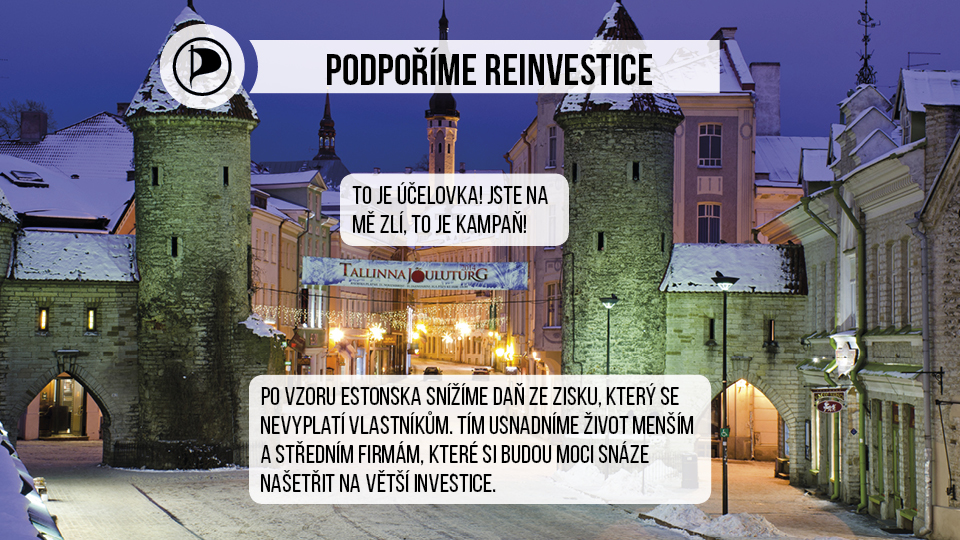 PODPOŘÍME REINVESTICE
TO JE ÚČELOVKA! JSTE NA
MĚ ZLÍ, TO JE KAMPAŇ!
TALLINNA JOULUTURG
PO VZORU ESTONSKA SNÍŽÍME DAŇ ZE ZISKU, KTERÝ SE
NEVYPLATÍ VLASTNÍKŮM. TÍM USNADNÍME ŽIVOT MENŠÍM
A STŘEDNÍM FIRMÁM, KTERÉ SI BUDOU MOCI SNÁZE
NAŠETŘIT NA VĚTŠÍ INVESTICE.